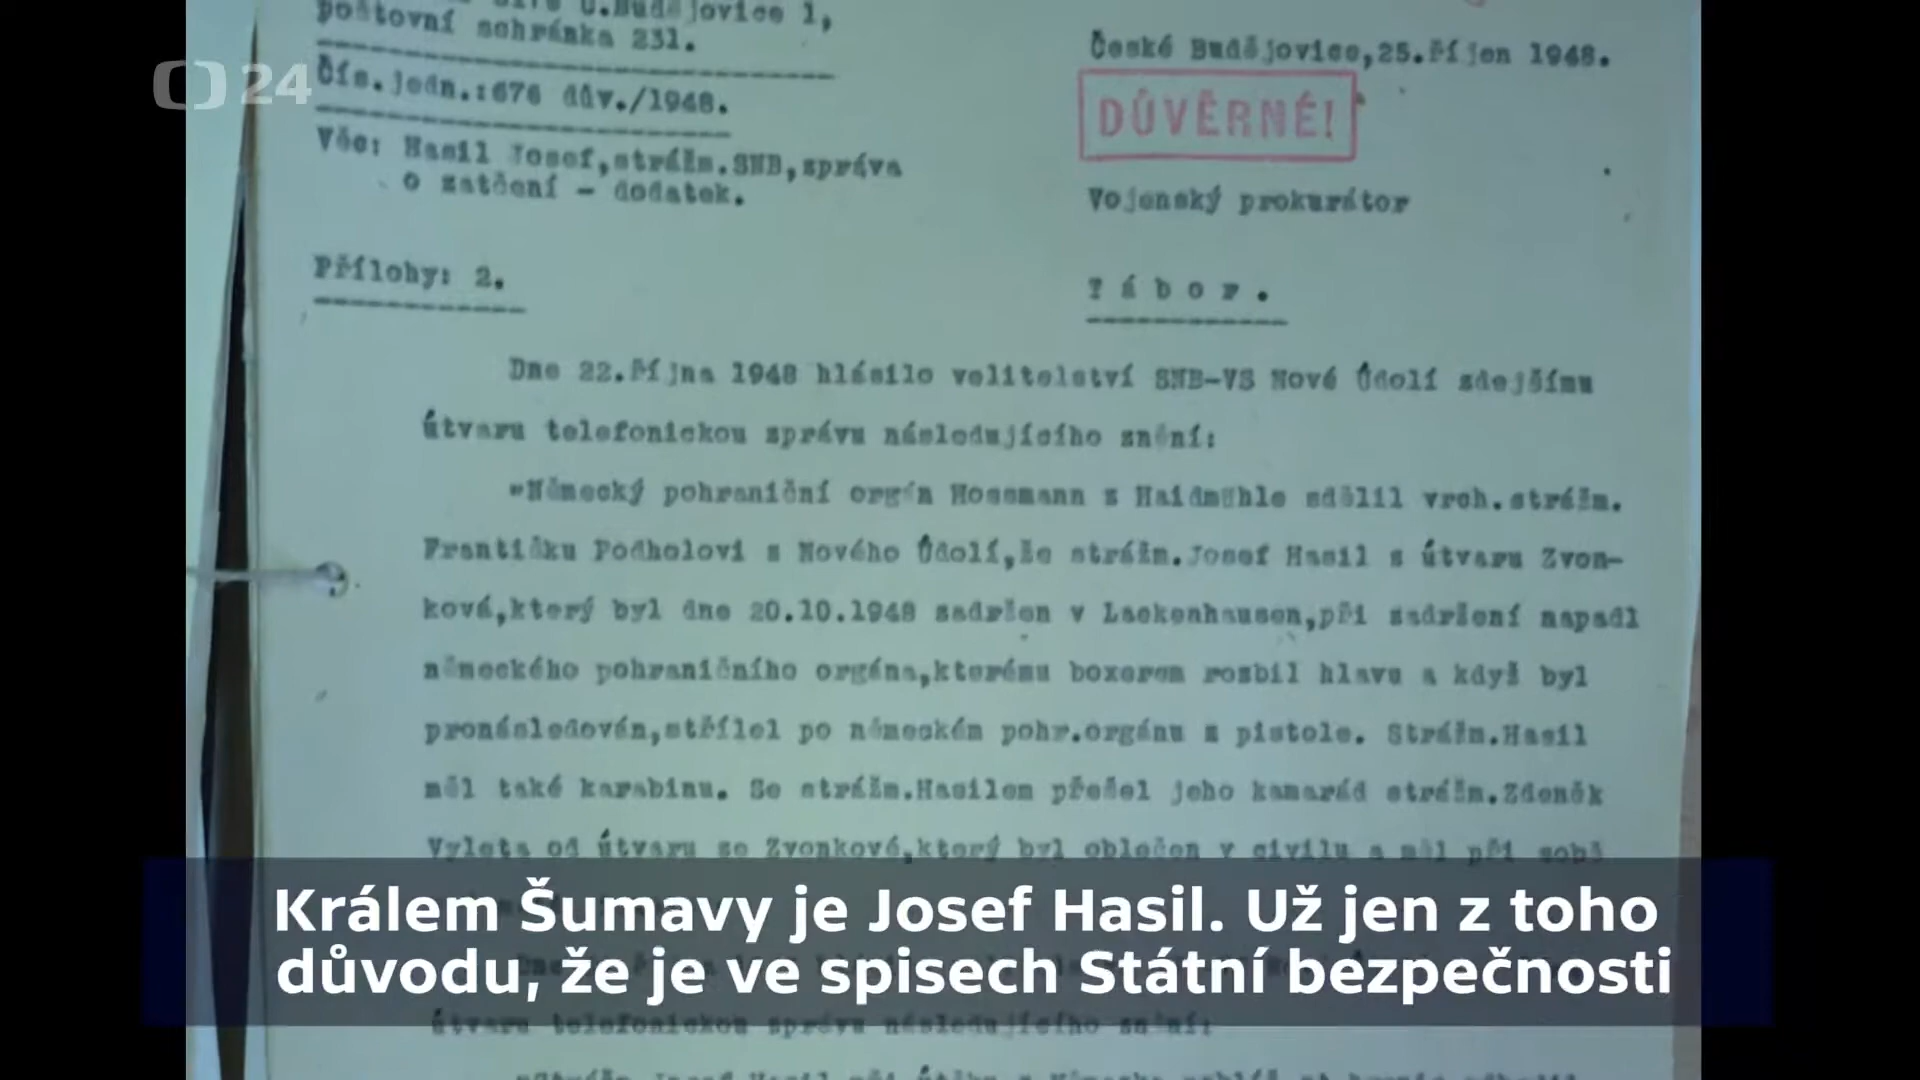 Č.Budějovice 1,
poštovní schránka 231.
Čís.jedn.:676 dův./1948.
Věc: Hasil Josef,strážm.SNB,správa
o zatčení – dodatek.
Přílohy: 2.
24
České Budějovice,25.říjen 1948.
DŮVĚRNÉ!
Vojenský prokurátor
T á b o r .
Dne 22.října 1948 hlásilo velitelství SNB-VS Nové Údolí zdejšímu
útvaru telefonickou zprávu následujícího znění:
"Německý pohraniční orgán Hossmann z Haidmühle sdělil vrch.strážm.
Františku Podholovi z Nového Údolí,že strážm.Josef Hasil z útvaru Zvon-
ková,který byl dne 20.10.1948 zadržen v Lackenhausen,při zadržení napadl
německého pohraničního orgána,kterému boxerem rozbil hlavu a když byl
pronásledován,střílel po německém pohr.orgánu z pistole. Strážm.Hasil
měl také karabinu. Se strážm.Hasilem přešel jeho kamarád strážm.Zdeněk
Vyleta od útvaru ze Zvonkové,který byl oblečen v civilu a měl při sobě
Králem Šumavy je Josef Hasil. Už jen z toho
důvodu, že je ve spisech Státní bezpečnosti
útvaru telefonickou zprávu následujícího znění: